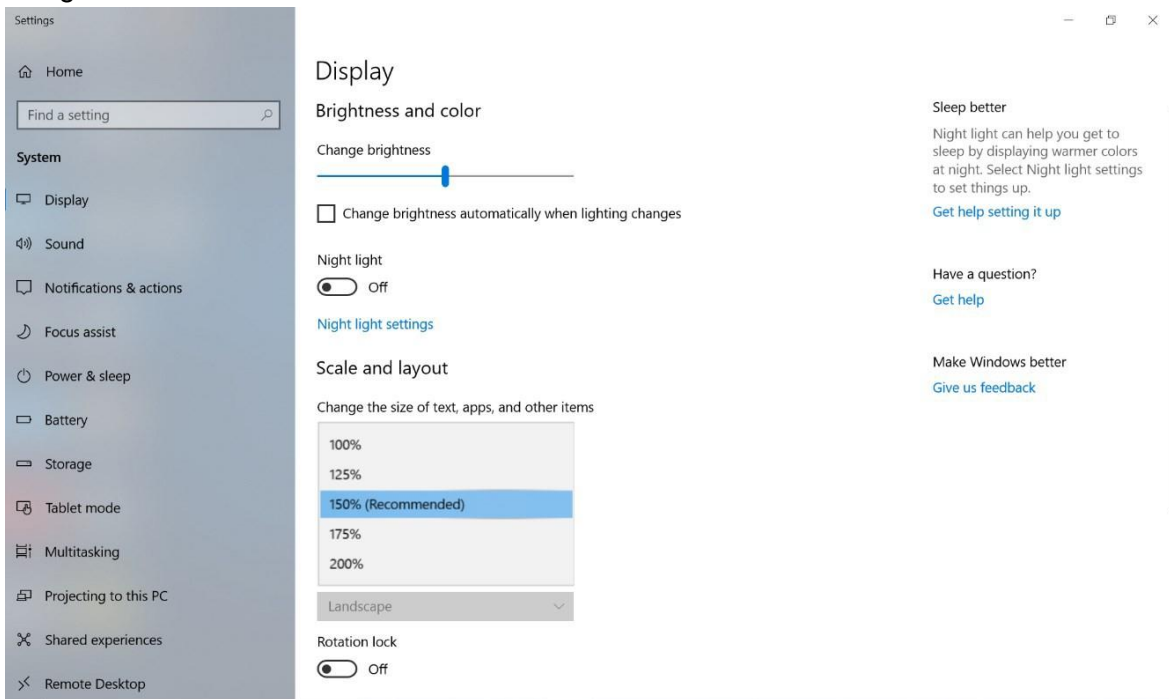 Settings
Home
Find a setting
System
Display
Sound
Notifications & actions
Focus assist
Power & sleep
Battery
Storage
Tablet mode
Multitasking
Projecting to this PC
Shared experiences
Remote Desktop
Display
Brightness and color
Change brightness
Change brightness automatically when lighting changes
Night light
Off
Night light settings
Scale and layout
Change the size of text, apps, and other items
100%
125%
150% (Recommended)
175%
200%
Landscape
Rotation lock
Off
Sleep better
Night light can help you get to
sleep by displaying warmer colors
at night. Select Night light settings
to set things up.
Get help setting it up
Have a question?
Get help
Make Windows better
Give us feedback